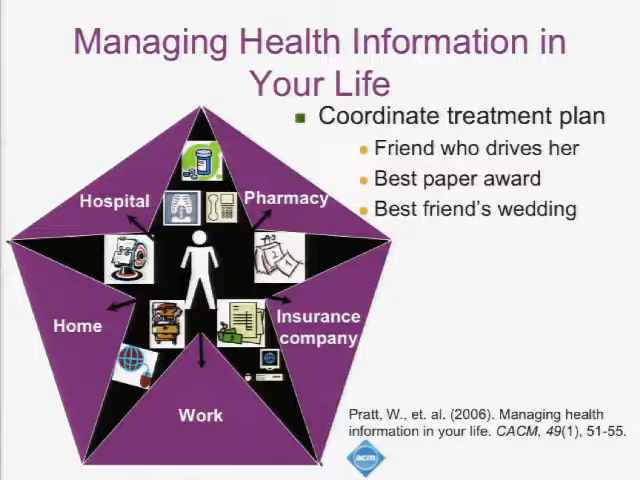 Managing Health Information in
Your Life
Coordinate treatment plan
Friend who drives her
Best paper award
Best friend's wedding
Hospital
Pharmacy
Home
Insurance
company
Work
Pratt, W., et. al. (2006). Managing health
information in your life. CACM, 49(1), 51-55.
acm